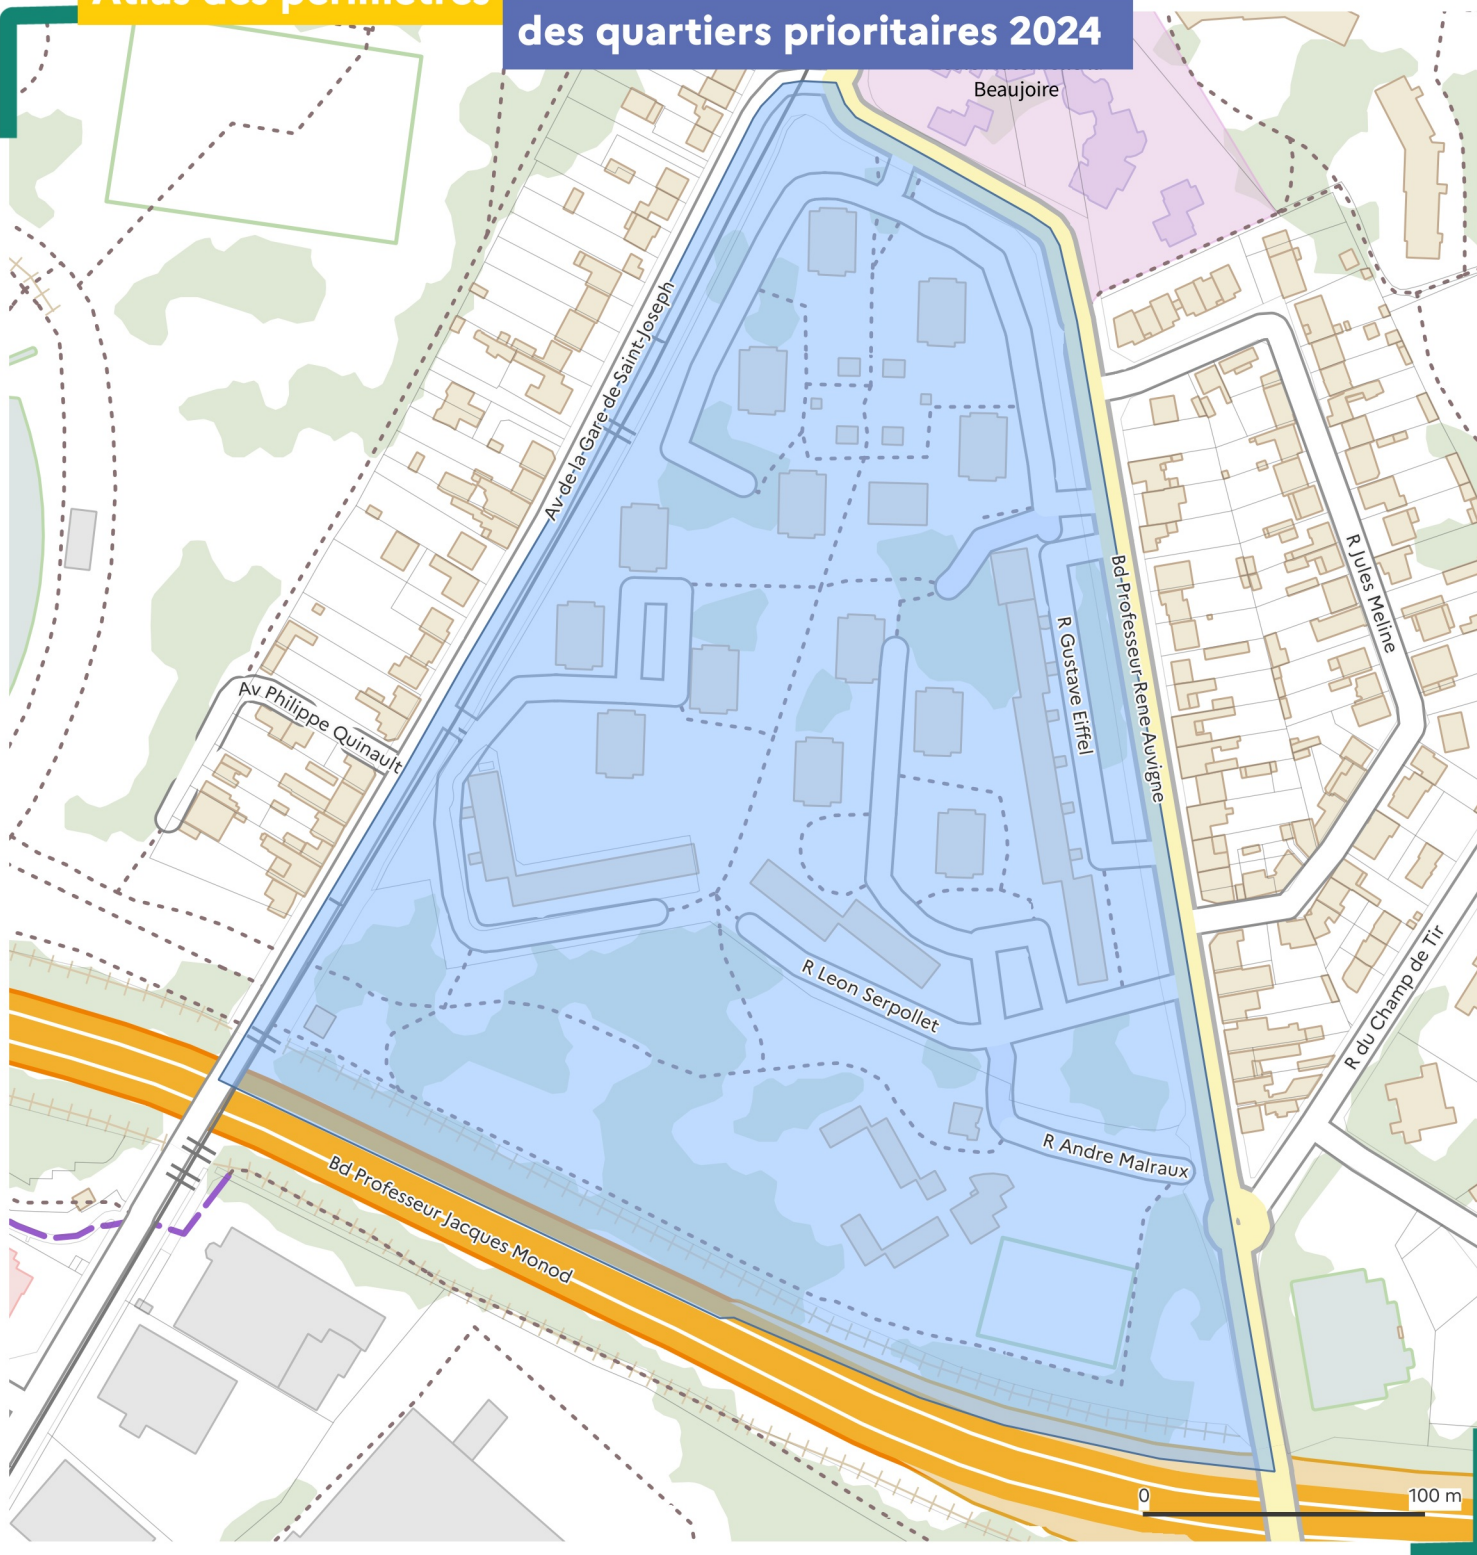 Atlas des périmètres
des quartiers prioritaires 2024
Beaujoire
Av de la Gare de Saint-Joseph
R Jules Meline
Bd Professeur Rene Auvigne
R Gustave Eiffel
Av Philippe Quinault
R Leon Serpollet
R du Champ de Tir
R Andre Malraux
Bd Professeur Jacques Monod
0
100 m